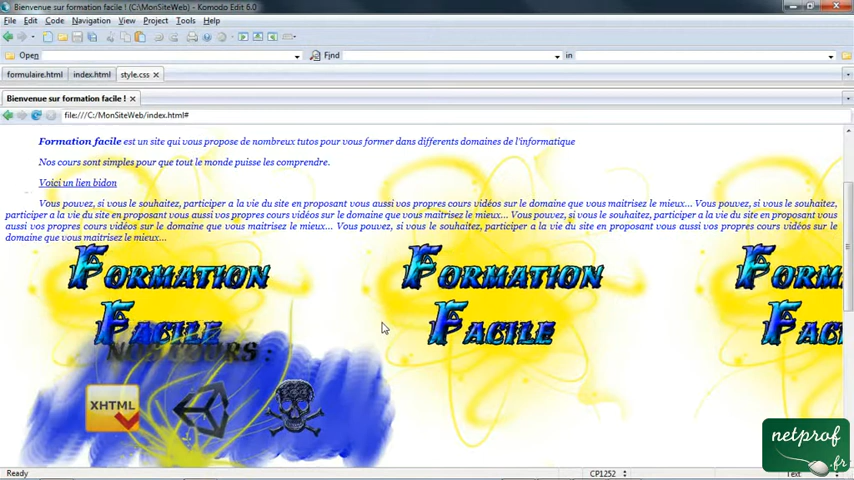 Bienvenue sur formation facile ! (C:\MonSiteWeb) - Komodo Edit 6.0
File Edit Code Navigation View Project Tools Help
Open Find in
formulaire.html index.html style.css
Bienvenue sur formation facile !
file:///C:/MonSiteWeb/index.html#
Formation facile est un site qui vous propose de nombreux tutos pour vous former dans differents domaines de l'informatique
Nos cours sont simples pour que tout le monde puisse les comprendre.
Voici un lien bidon
Vous pouvez, si vous le souhaitez, participer a la vie du site en proposant vous aussi vos propres cours vidéos sur le domaine que vous maitrisez le mieux... Vous pouvez, si vous le souhaitez,
participer a la vie du site en proposant vous aussi vos propres cours vidéos sur le domaine que vous maitrisez le mieux... Vous pouvez, si vous le souhaitez, participer a la vie du site en proposant vous
aussi vos propres cours vidéos sur le domaine que vous maitrisez le mieux... Vous pouvez, si vous le souhaitez, participer a la vie du site en proposant vous aussi vos propres cours vidéos sur le
domaine que vous maitrisez le mieux...
Formation Formation Form
Facile Facile Facil
Nos cours :
XHTML
netprof
.fr
Ready CP1252 Text